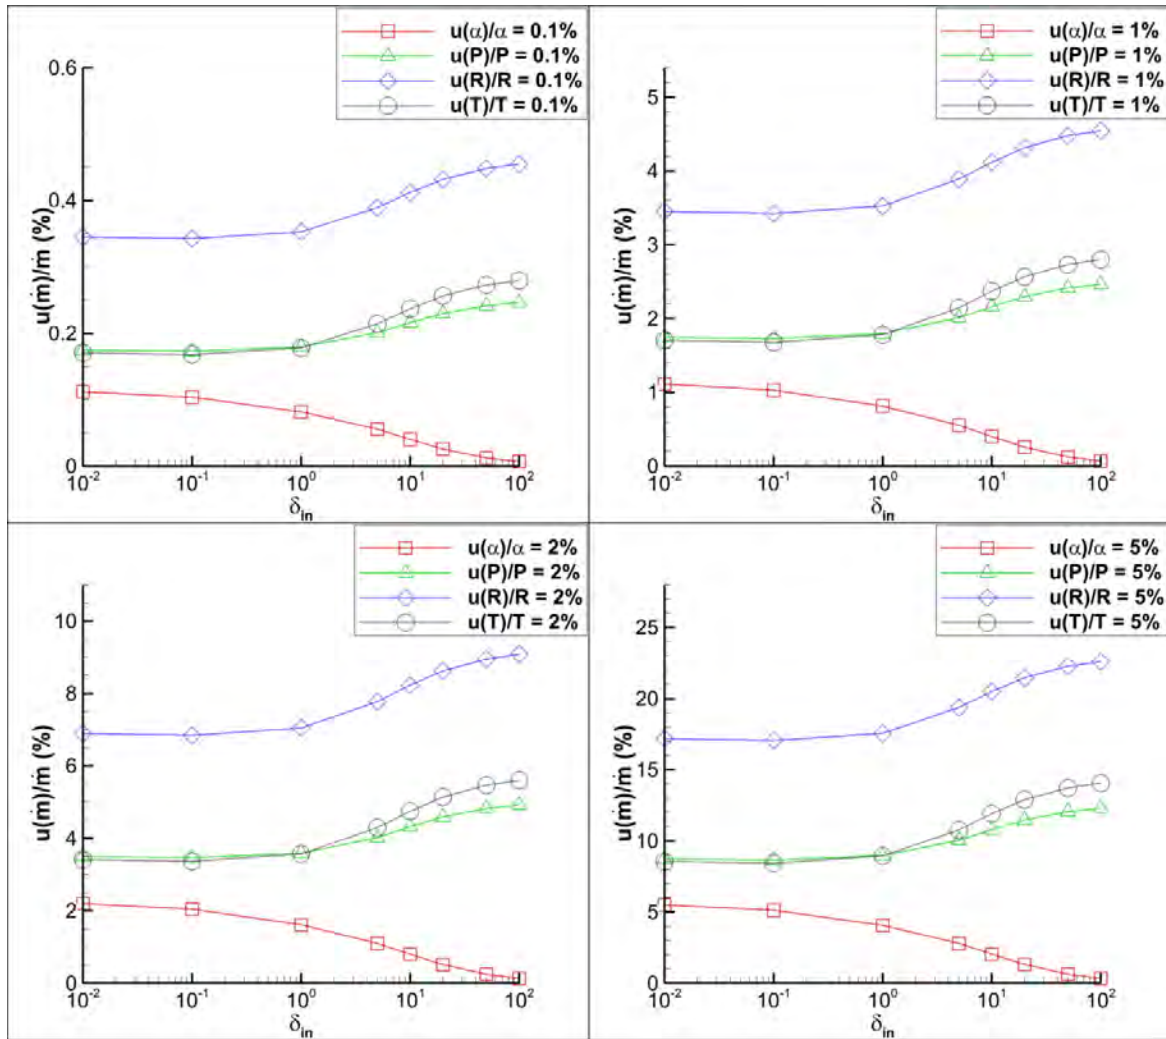 u(α)/α = 0.1%
u(P)/P = 0.1%
u(R)/R = 0.1%
u(T)/T = 0.1%
0.6
0.4
0.2
0
u(ṁ)/ṁ (%)
10⁻² 10⁻¹ 10⁰ 10¹ 10²
δin
u(α)/α = 1%
u(P)/P = 1%
u(R)/R = 1%
u(T)/T = 1%
5
4
3
2
1
0
u(ṁ)/ṁ (%)
10⁻² 10⁻¹ 10⁰ 10¹ 10²
δin
u(α)/α = 2%
u(P)/P = 2%
u(R)/R = 2%
u(T)/T = 2%
10
8
6
4
2
0
u(ṁ)/ṁ (%)
10⁻² 10⁻¹ 10⁰ 10¹ 10²
δin
u(α)/α = 5%
u(P)/P = 5%
u(R)/R = 5%
u(T)/T = 5%
25
20
15
10
5
0
u(ṁ)/ṁ (%)
10⁻² 10⁻¹ 10⁰ 10¹ 10²
δin